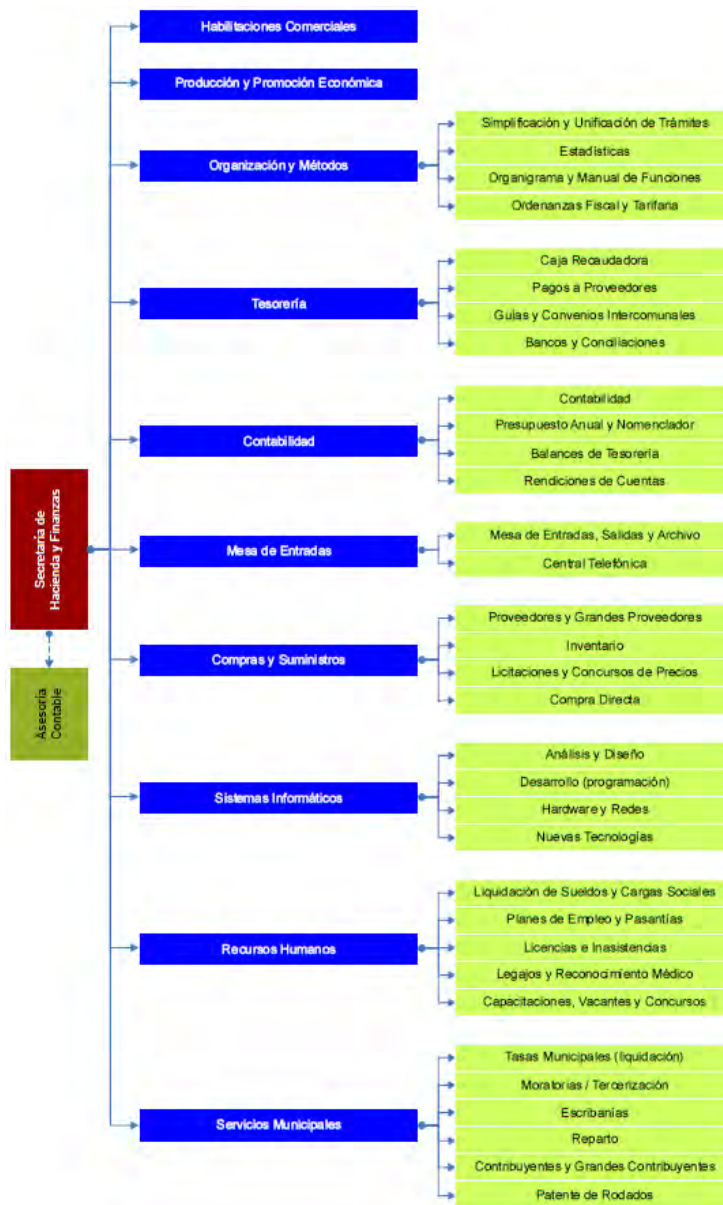 Habilitaciones Comerciales
Producción y Promoción Económica
Organización y Métodos
Simplificación y Unificación de Trámites
Estadísticas
Organigrama y Manual de Funciones
Ordenanzas Fiscal y Tarifaria
Tesorería
Caja Recaudadora
Pagos a Proveedores
Guías y Convenios Intercomunales
Bancos y Conciliaciones
Contabilidad
Contabilidad
Presupuesto Anual y Nomenclador
Balances de Tesorería
Rendiciones de Cuentas
Secretaría de
Hacienda y Finanzas
Asesoría
Contable
Mesa de Entradas
Mesa de Entradas, Salidas y Archivo
Central Telefónica
Compras y Suministros
Proveedores y Grandes Proveedores
Inventario
Licitaciones y Concursos de Precios
Compra Directa
Sistemas Informáticos
Análisis y Diseño
Desarrollo (programación)
Hardware y Redes
Nuevas Tecnologías
Recursos Humanos
Liquidación de Sueldos y Cargas Sociales
Planes de Empleo y Pasantías
Licencias e Inasistencias
Legajos y Reconocimiento Médico
Capacitaciones, Vacantes y Concursos
Servicios Municipales
Tasas Municipales (liquidación)
Moratorias / Tercerización
Escribanías
Reparto
Contribuyentes y Grandes Contribuyentes
Patente de Rodados